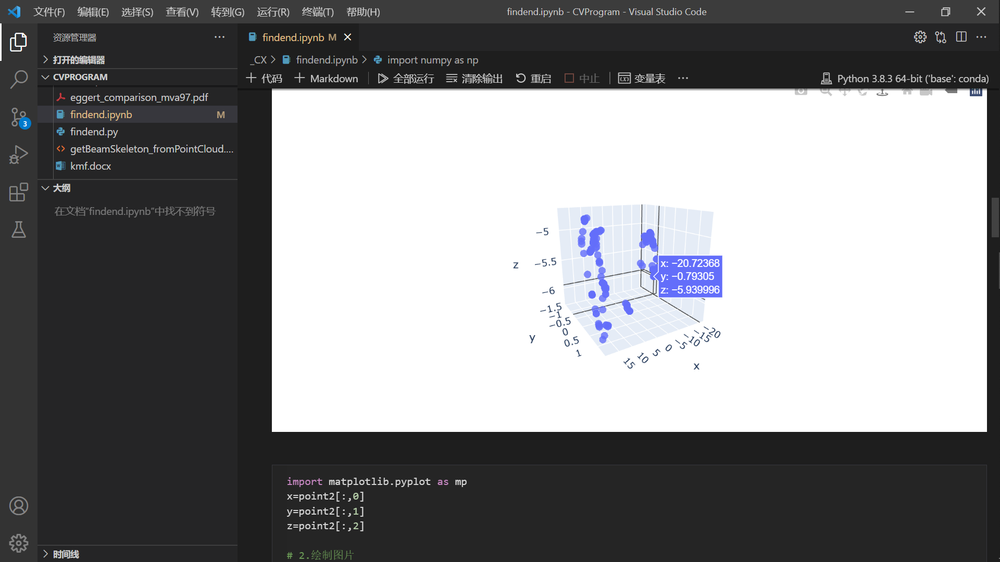 文件(F) 编辑(E) 选择(S) 查看(V) 转到(G) 运行(R) 终端(T) 帮助(H) findend.ipynb - CVProgram - Visual Studio Code
资源管理器
打开的编辑器
CVPROGRAM
eggert_comparison_mva97.pdf
findend.ipynb M
findend.py
getBeamSkeleton_fromPointCloud....
kmf.docx
大纲
在文档"findend.ipynb"中找不到符号
时间线
3
findend.ipynb M
_CX > findend.ipynb > import numpy as np
代码 Markdown 全部运行 清除输出 重启 中止 变量表 Python 3.8.3 64-bit ('base': conda)
−5
−5.5
−6
z
−1.5
−1
−0.5
0
0.5
1
y
15
10
5
0
−5
−10
−15
−20
x
x: −20.72368
y: −0.79305
z: −5.939996
import matplotlib.pyplot as mp
x=point2[:,0]
y=point2[:,1]
z=point2[:,2]
# 2.绘制图片